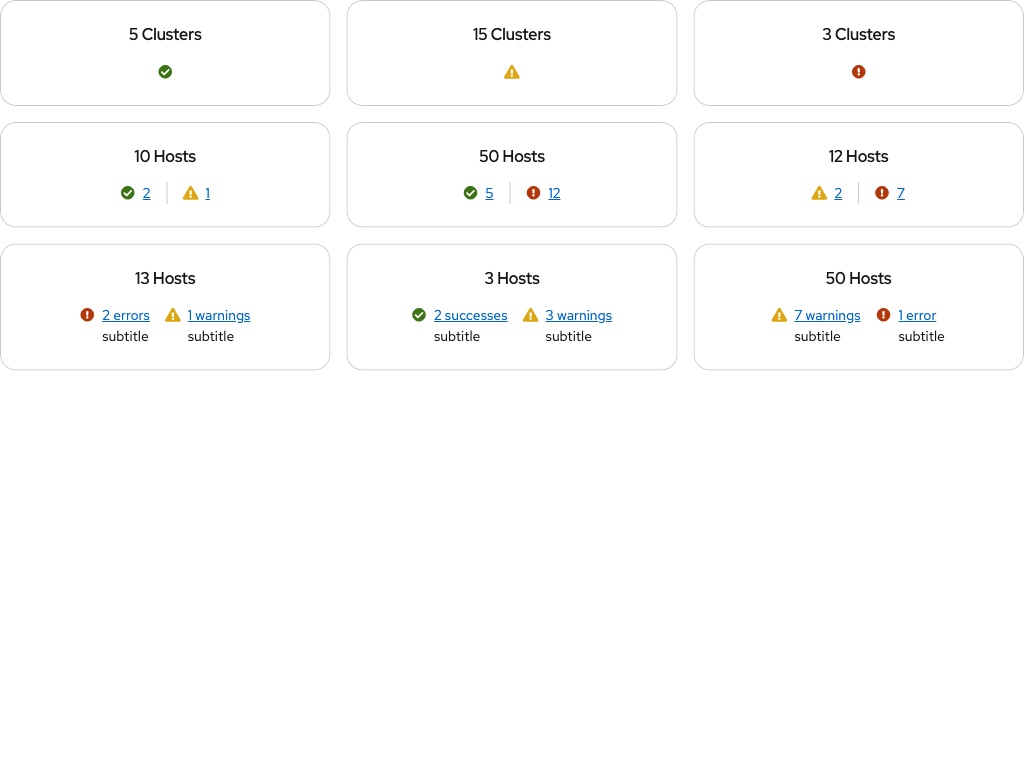 5 Clusters
15 Clusters
3 Clusters
10 Hosts
2
1
50 Hosts
5
12
12 Hosts
2
7
13 Hosts
2 errors
subtitle
1 warnings
subtitle
3 Hosts
2 successes
subtitle
3 warnings
subtitle
50 Hosts
7 warnings
subtitle
1 error
subtitle